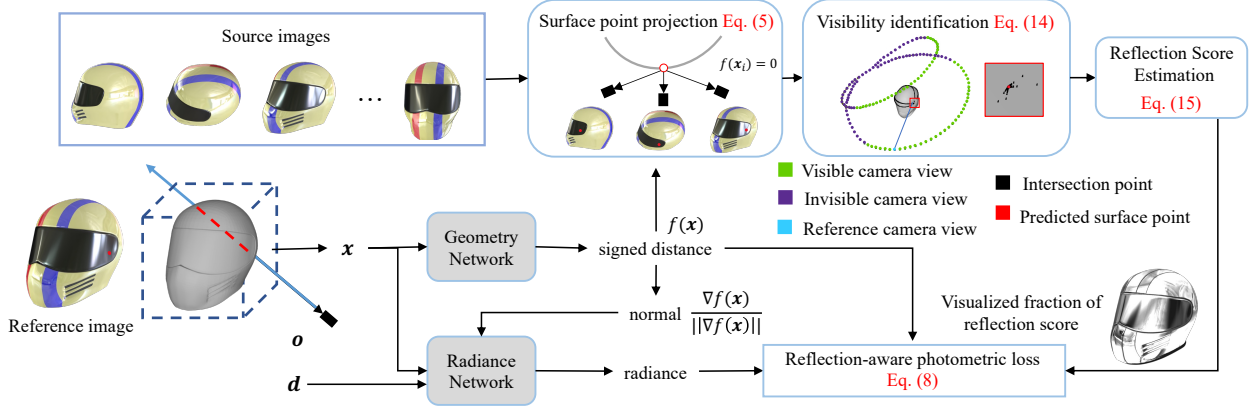 Source images
...
Surface point projection Eq. (5)
f(x_i) = 0
Visibility identification Eq. (14)
Reflection Score
Estimation
Eq. (15)
Visible camera view
Invisible camera view
Reference camera view
Intersection point
Predicted surface point
Reference image
x
o
d
Geometry
Network
f(x)
signed distance
normal ∇f(x) / ||∇f(x)||
Radiance
Network
radiance
Visualized fraction of
reflection score
Reflection-aware photometric loss
Eq. (8)